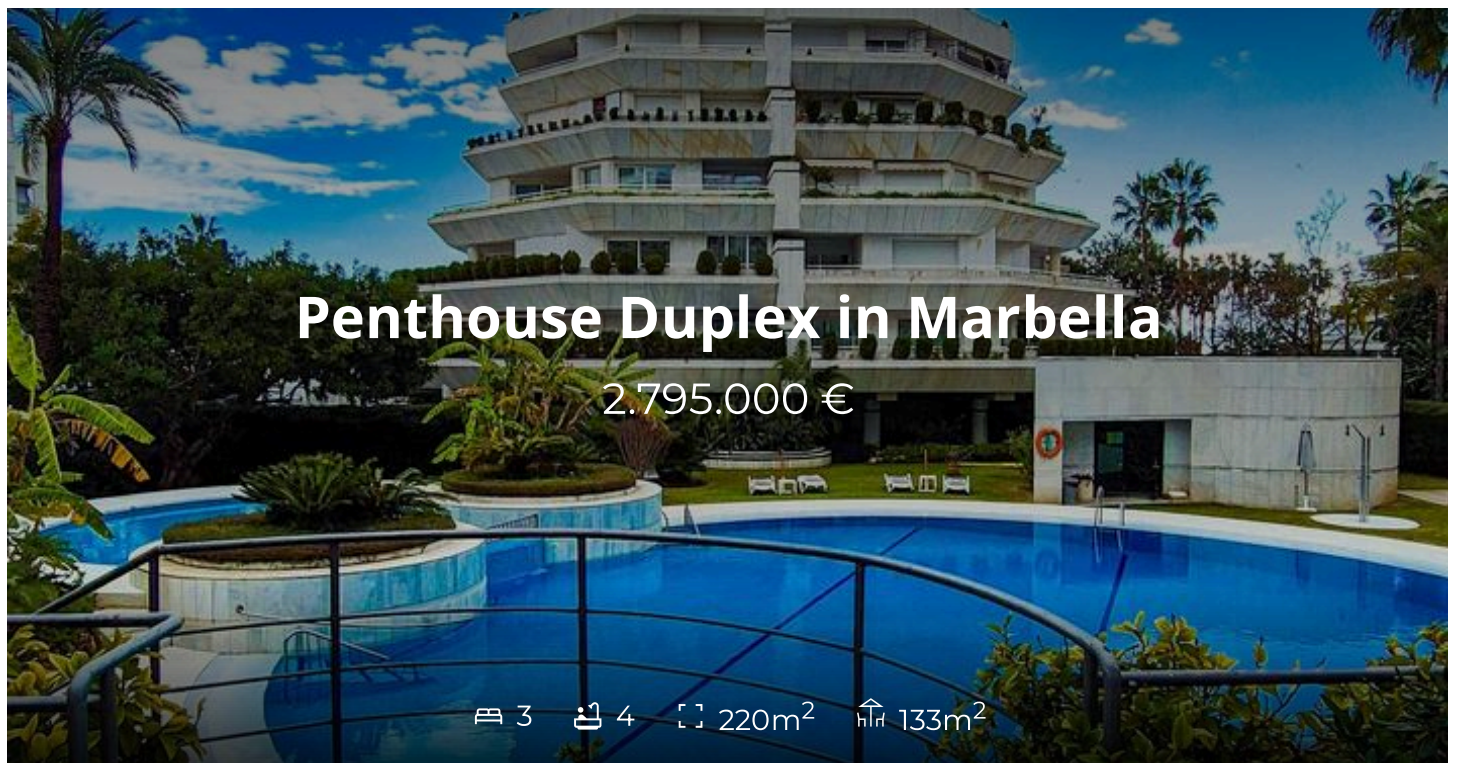 Penthouse Duplex in Marbella
2.795.000 €
3 4 220m² 133m²